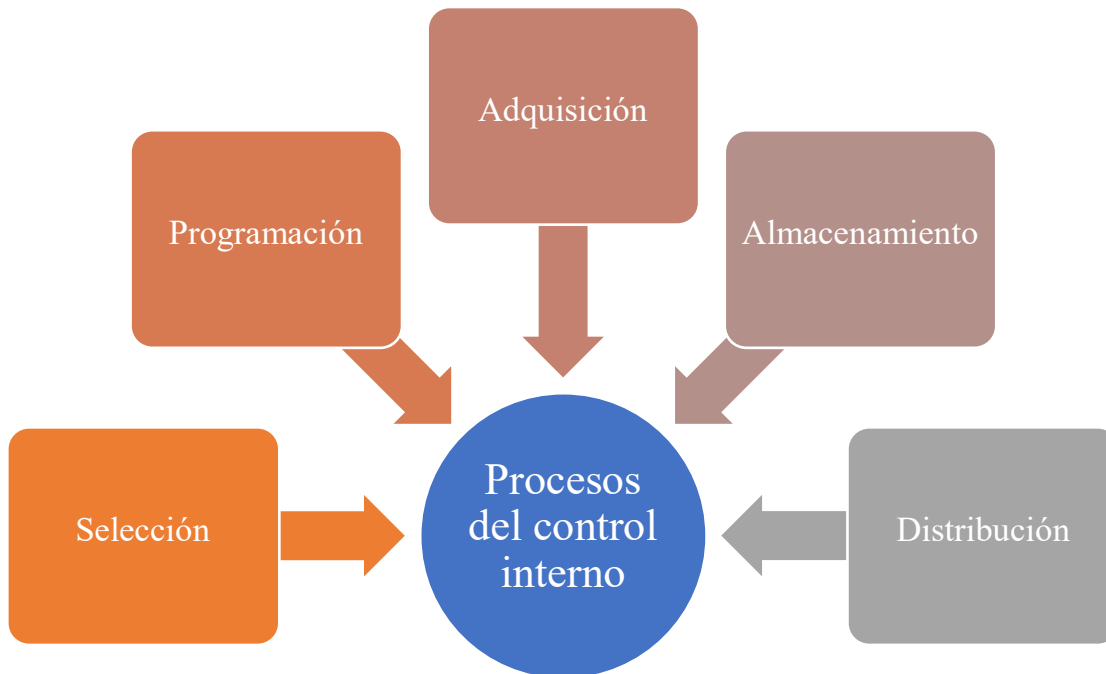 Adquisición
Programación
Almacenamiento
Selección
Procesos
del control
interno
Distribución